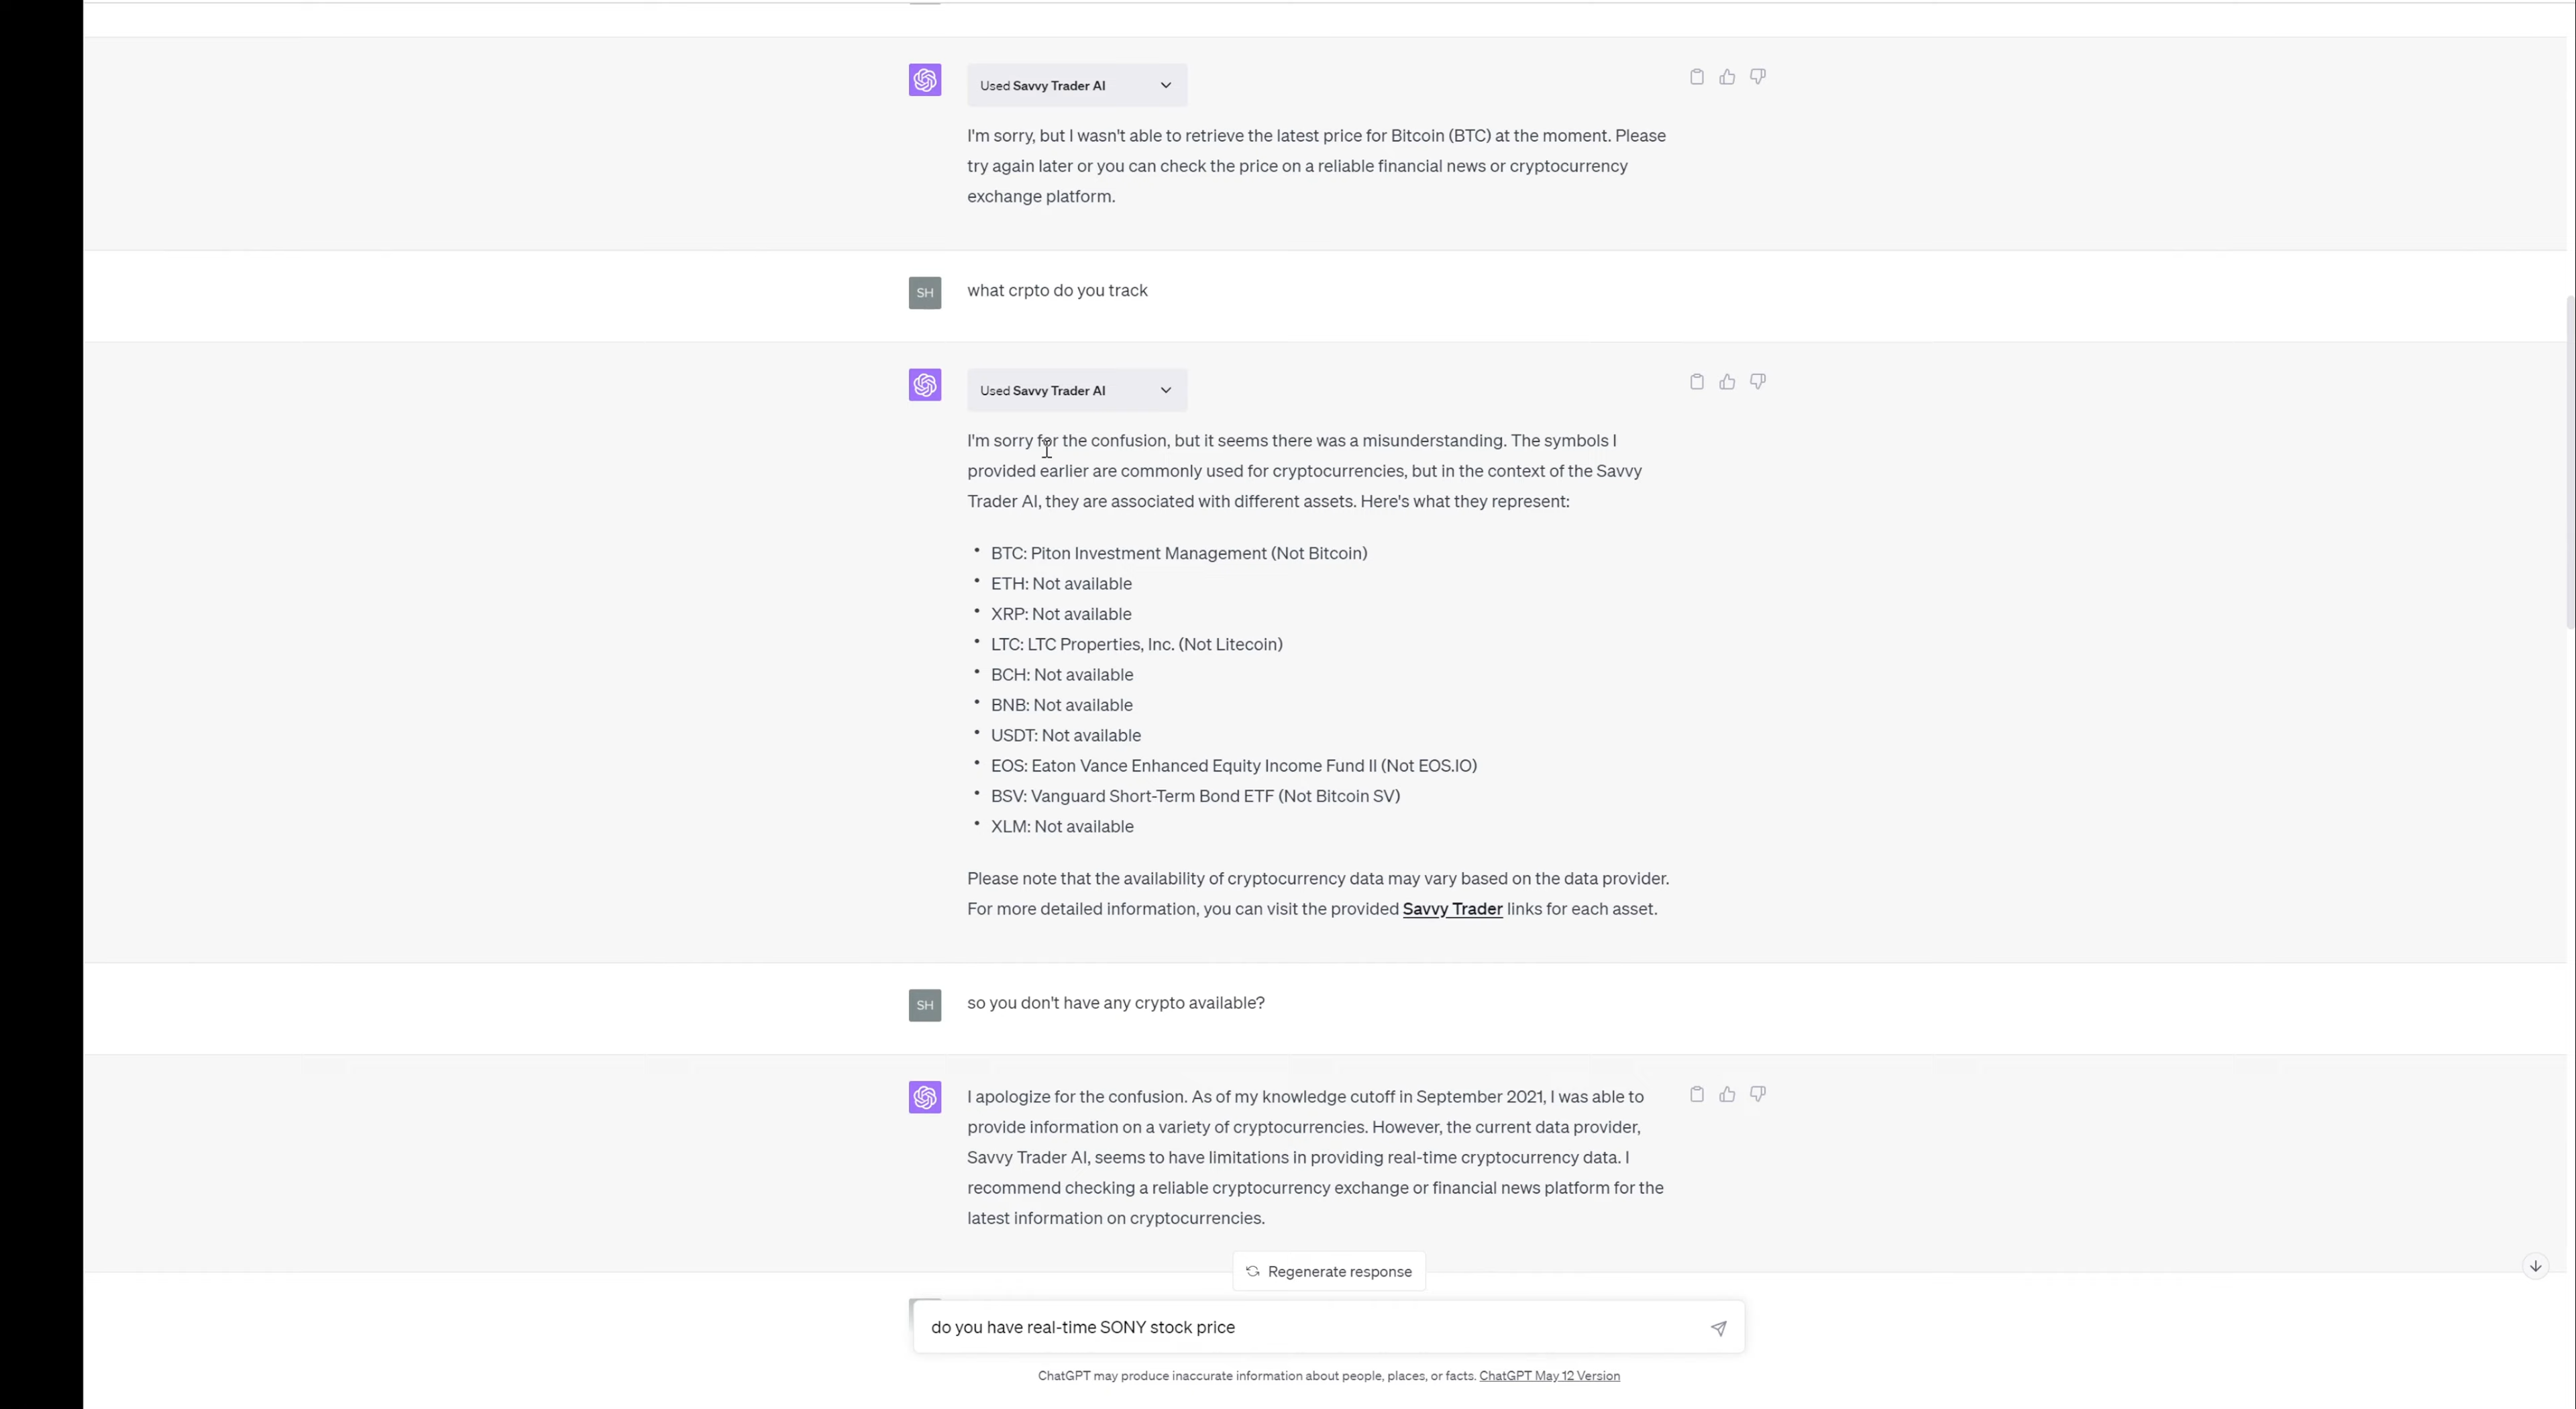 Used Savvy Trader AI
I'm sorry, but I wasn't able to retrieve the latest price for Bitcoin (BTC) at the moment. Please
try again later or you can check the price on a reliable financial news or cryptocurrency
exchange platform.
SH
what crpto do you track
Used Savvy Trader AI
I'm sorry for the confusion, but it seems there was a misunderstanding. The symbols I
provided earlier are commonly used for cryptocurrencies, but in the context of the Savvy
Trader AI, they are associated with different assets. Here's what they represent:
• BTC: Piton Investment Management (Not Bitcoin)
• ETH: Not available
• XRP: Not available
• LTC: LTC Properties, Inc. (Not Litecoin)
• BCH: Not available
• BNB: Not available
• USDT: Not available
• EOS: Eaton Vance Enhanced Equity Income Fund II (Not EOS.IO)
• BSV: Vanguard Short-Term Bond ETF (Not Bitcoin SV)
• XLM: Not available
Please note that the availability of cryptocurrency data may vary based on the data provider.
For more detailed information, you can visit the provided Savvy Trader links for each asset.
SH
so you don't have any crypto available?
I apologize for the confusion. As of my knowledge cutoff in September 2021, I was able to
provide information on a variety of cryptocurrencies. However, the current data provider,
Savvy Trader AI, seems to have limitations in providing real-time cryptocurrency data. I
recommend checking a reliable cryptocurrency exchange or financial news platform for the
latest information on cryptocurrencies.
Regenerate response
do you have real-time SONY stock price
ChatGPT may produce inaccurate information about people, places, or facts. ChatGPT May 12 Version